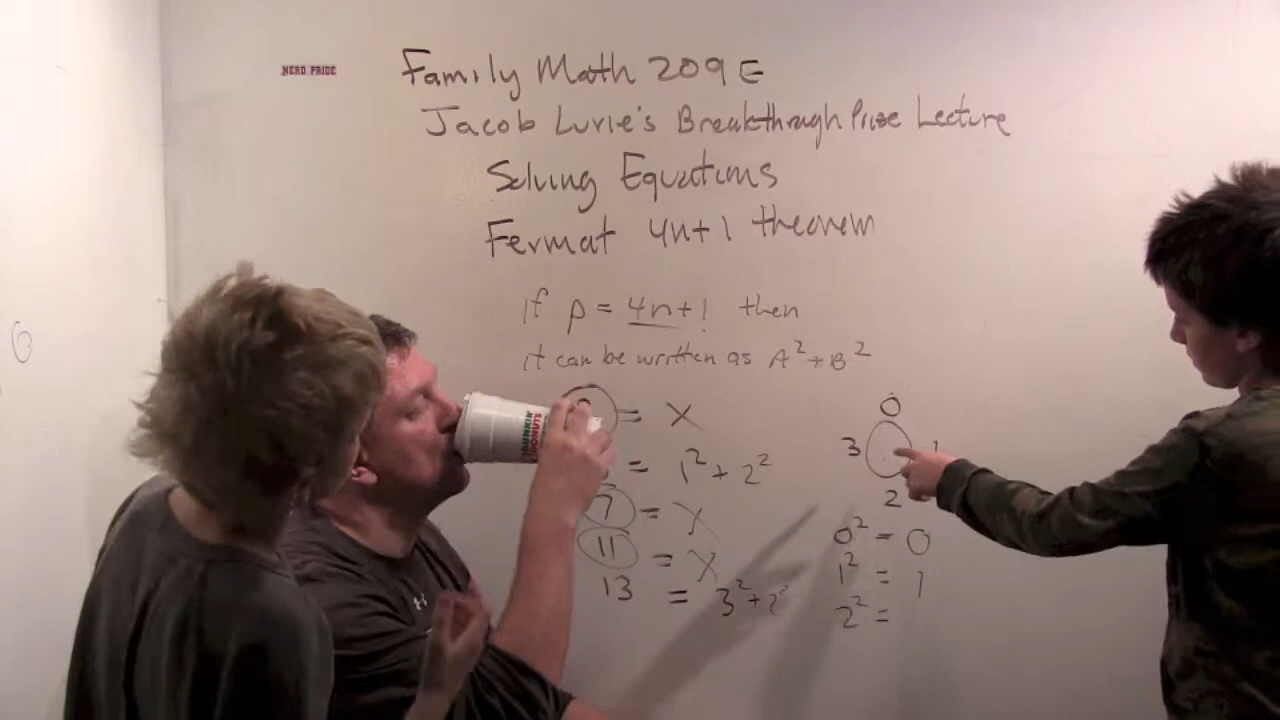 NERD PRIDE
Family Math 209 E
Jacob Lurie's Breakthrough Prize Lecture
Solving Equations
Fermat 4n+1 theorem
If p = 4n+1 then
it can be written as A²+B²
= X
= 1² + 2²
7 = X
11 = X
13 = 3² + 2²
0
3 1
2
0² = 0
1² = 1
2² =
6
DUNKIN'
DONUTS